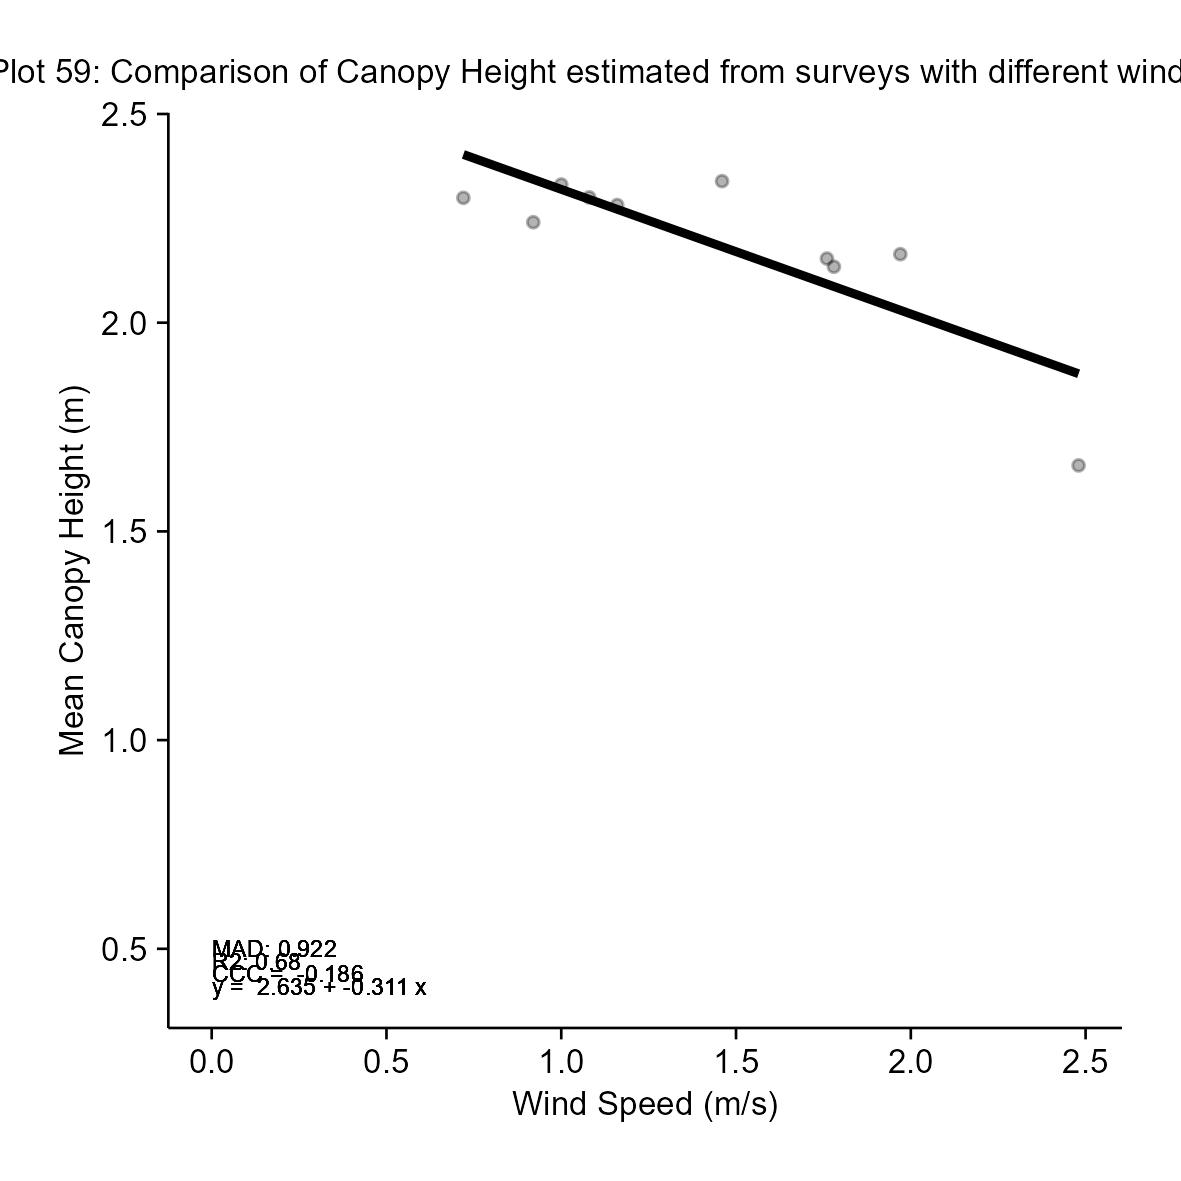 Plot 59: Comparison of Canopy Height estimated from surveys with different wind
2.5
2.0
1.5
1.0
0.5
Mean Canopy Height (m)
MAD: 0.922
R2: 0.68
CCC = -0.186
y = 2.635 + -0.311 x
0.0 0.5 1.0 1.5 2.0 2.5
Wind Speed (m/s)